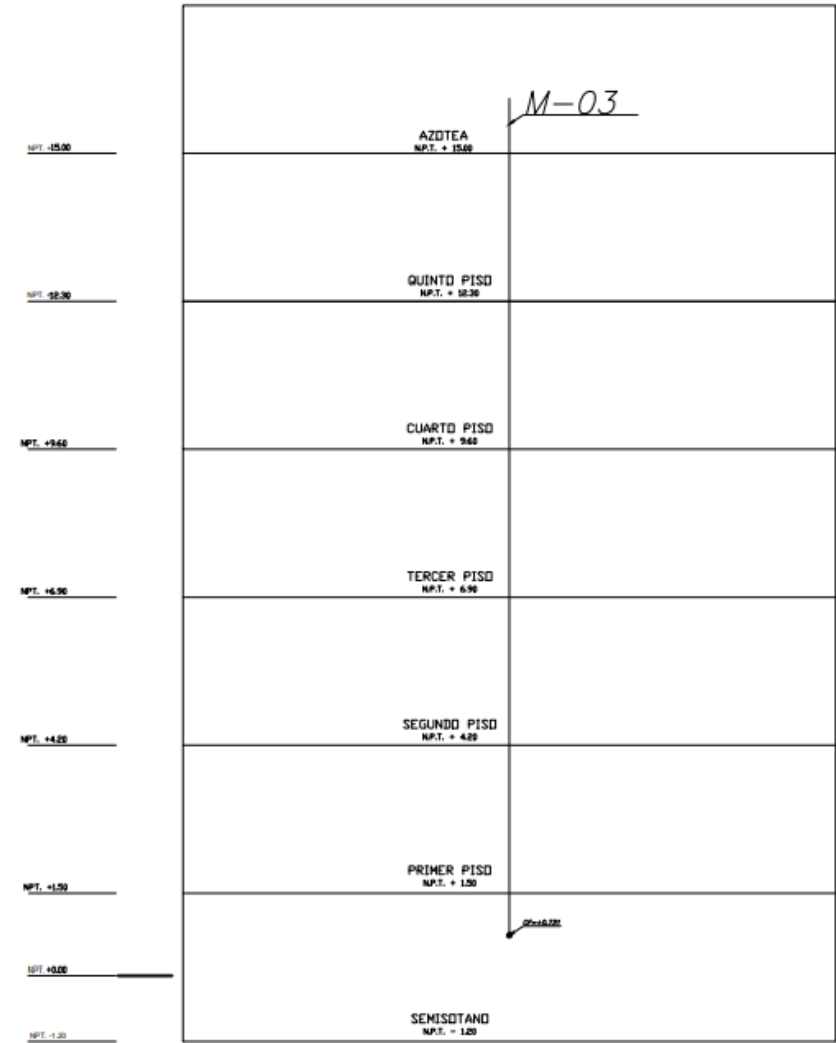 M-03
AZOTEA
NPT. -15.00
N.P.T. + 15.00
QUINTO PISO
NPT. -12.30
N.P.T. + 12.30
CUARTO PISO
NPT. +9.60
N.P.T. + 9.60
TERCER PISO
NPT. +6.90
N.P.T. + 6.90
SEGUNDO PISO
NPT. +4.20
N.P.T. + 4.20
PRIMER PISO
NPT. +1.50
N.P.T. + 1.50
NPT. +0.00
SEMISOTANO
NPT. -1.20
N.P.T. - 1.20